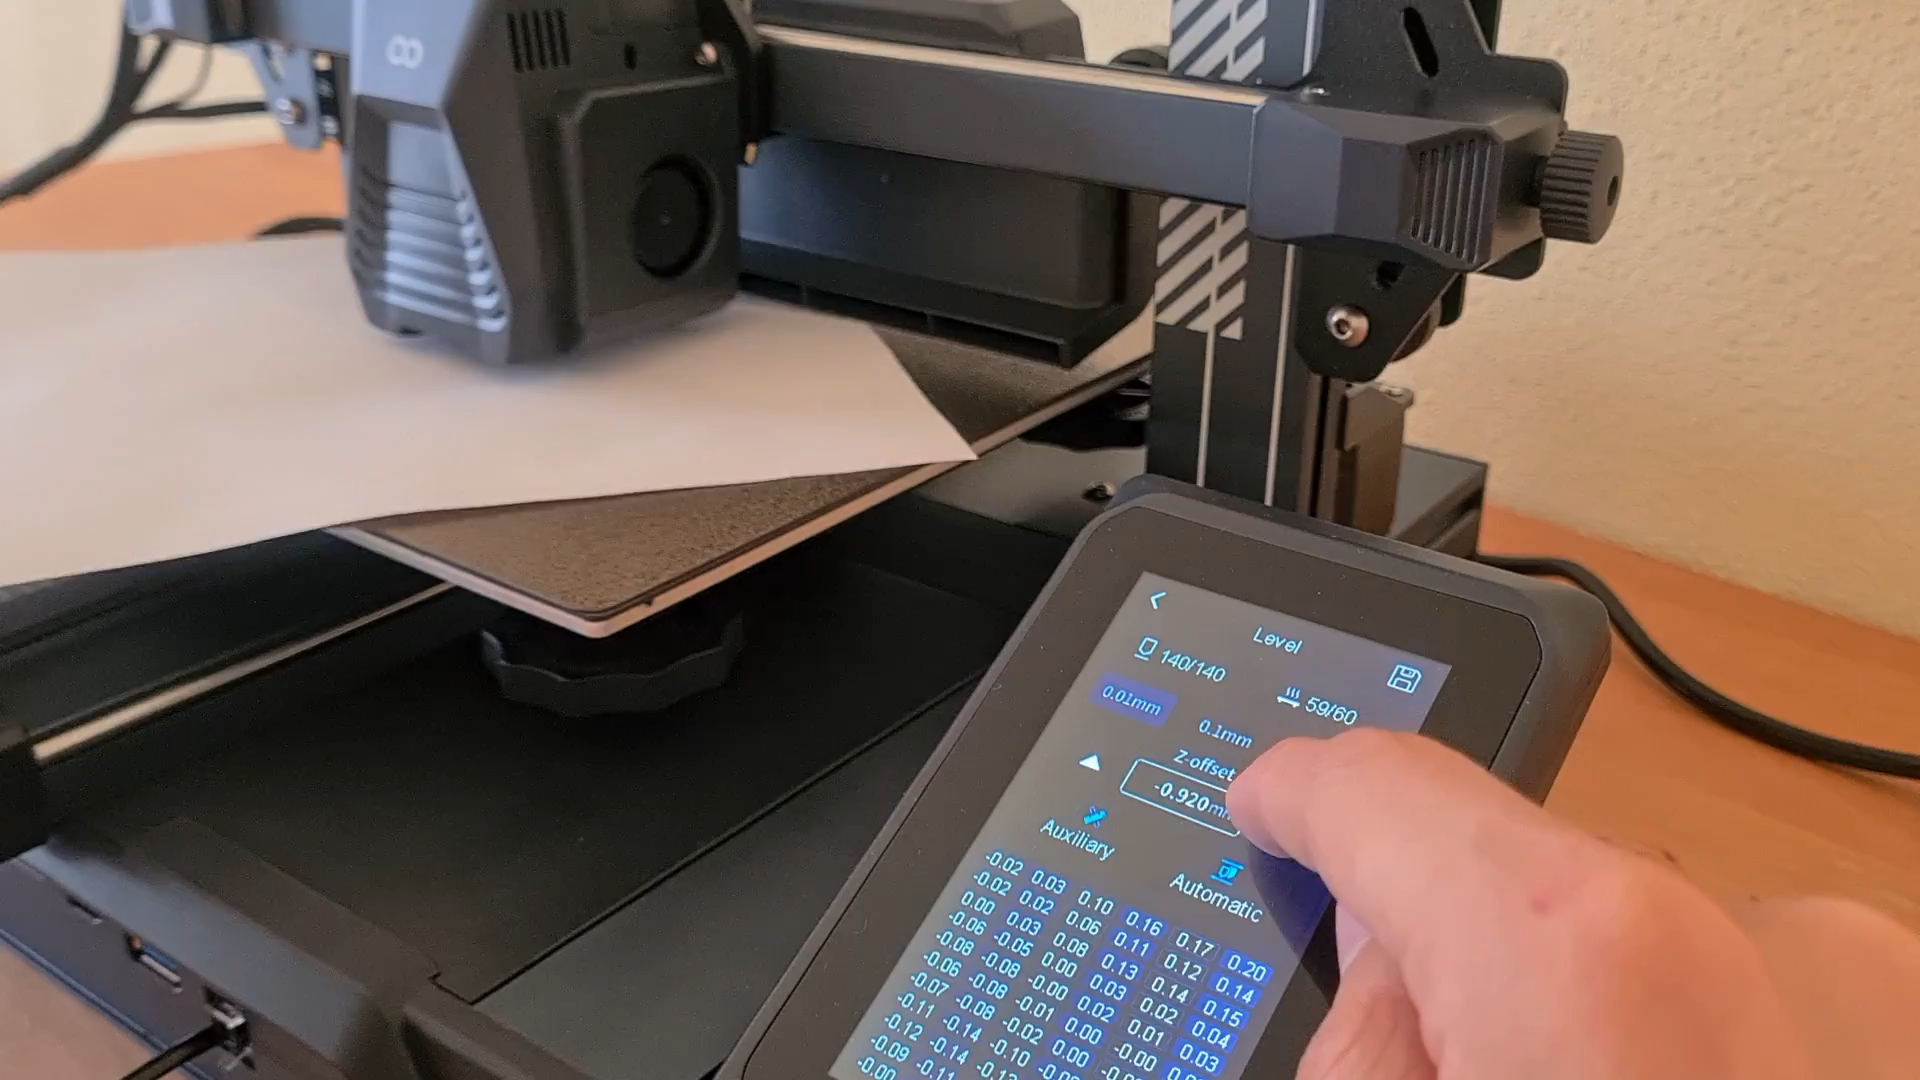 Level
140/140
59/60
0.01mm 0.1mm
Z-offset
-0.920
Auxiliary
Automatic
-0.02 0.03 0.10 0.16 0.17 0.20
-0.02 0.02 0.06 0.11 0.12 0.14
0.00 0.03 0.08 0.13 0.14 0.15
-0.06 -0.05 0.00 0.03 0.02 0.04
-0.08 -0.08 -0.00 0.02 0.01 0.03
-0.06 -0.08 -0.01 0.00 -0.00
-0.07 -0.08 -0.02 0.00
-0.11 -0.14 -0.10
-0.12 -0.14
-0.09 -0.11
-0.00